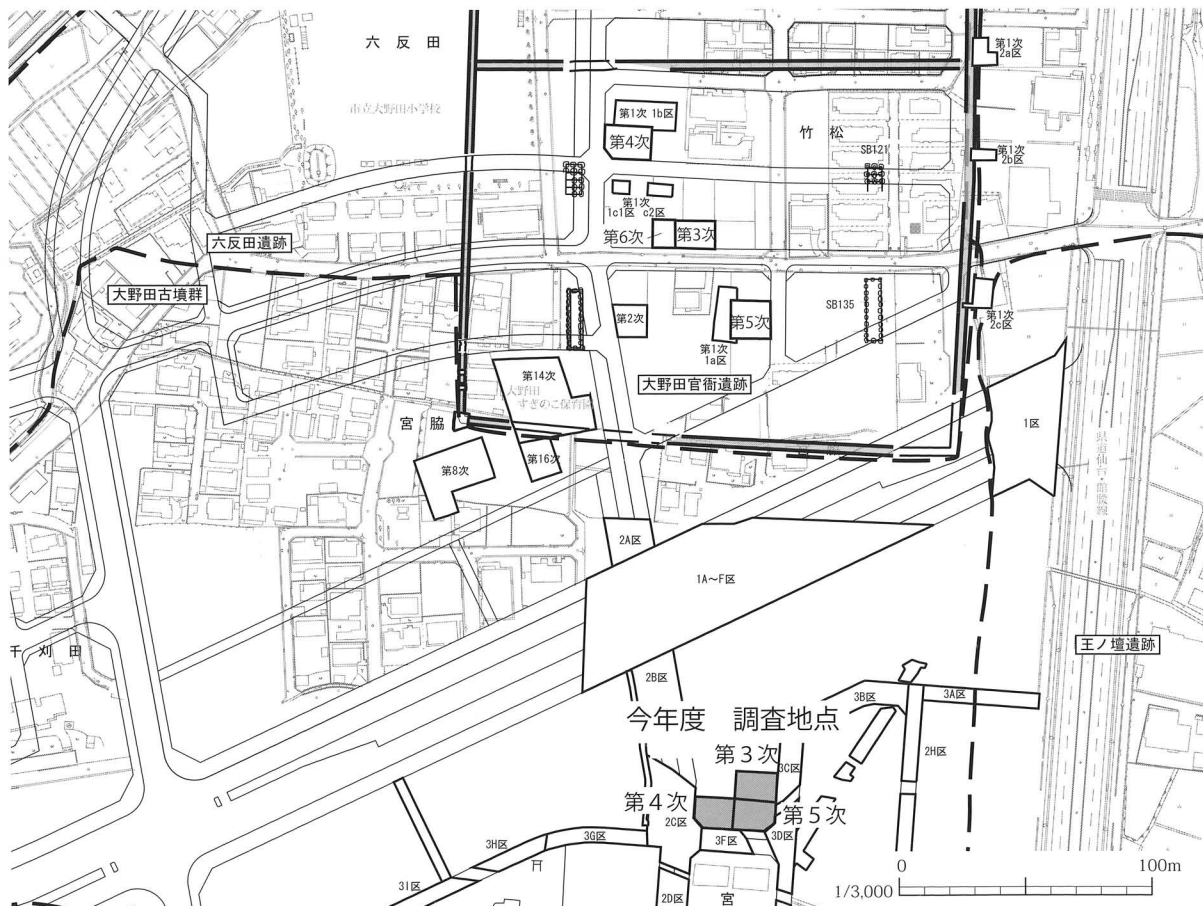 六反田
市立大野田小学校
第1次 1b区
第4次
竹松
第1次
2a区
第1次
2b区
SB121
第1次
1c1区 c2区
第6次
第3次
六反田遺跡
大野田古墳群
第2次
第1次
1a区
第5次
SB135
第1次
2c区
第14次
大野田
すぎのこ保育園
大野田官衙遺跡
宮脇
第8次
第16次
1区
2A区
1A～F区
千刈田
王ノ壇遺跡
2B区
3B区
3A区
今年度 調査地点
第3次
3C区
2H区
第4次
2C区
第5次
3D区
3G区
3F区
3H区
3I区
2D区
宮
0 100m
1/3,000